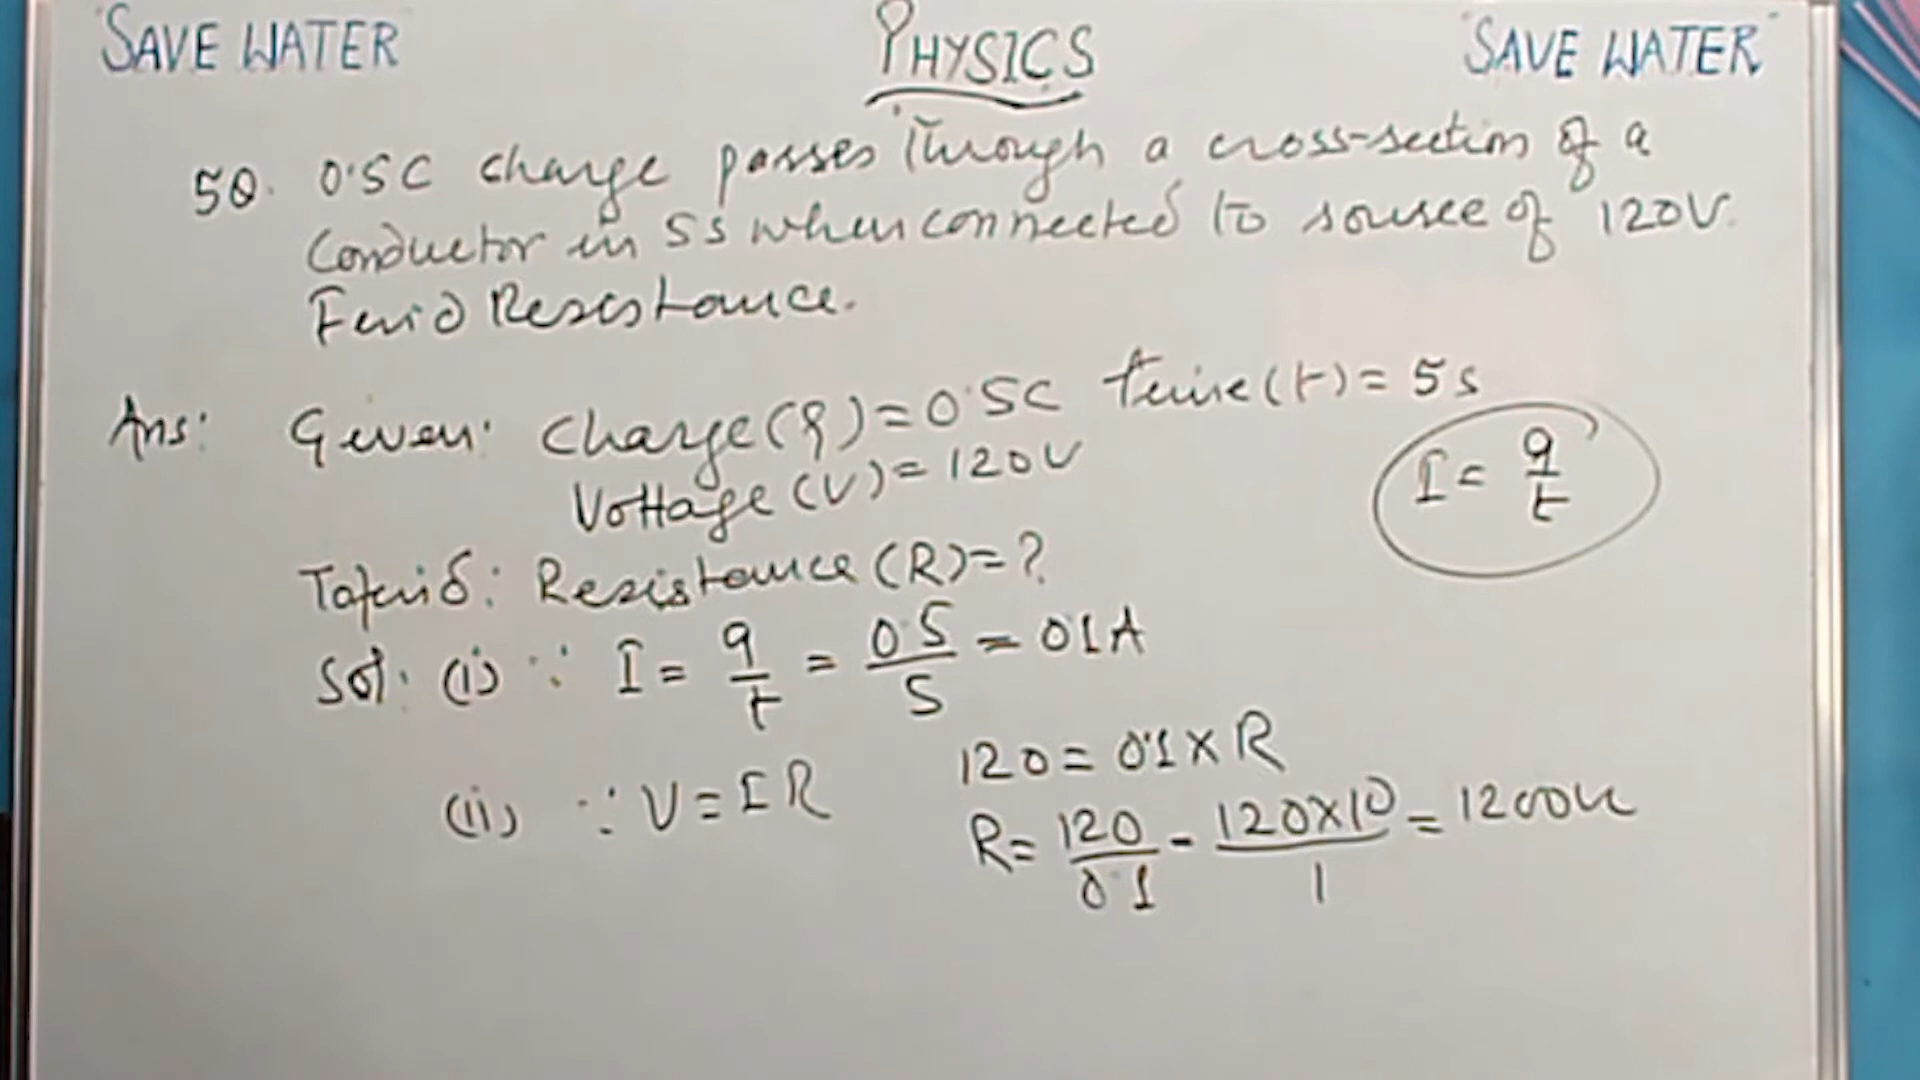 SAVE WATER PHYSICS "SAVE WATER"
5Q. 0.5C charge passes through a cross-section of a
conductor in 5s when connected to source of 120V.
Find Resistance.
Ans: Given: Charge(q)=0.5C time(t)=5s
Voltage(V)=120V
I=q/t
To find: Resistance(R)=?
Sol: (i) ∵ I=q/t=0.5/5=0.1A
120=0.1×R
(ii) ∵ V=IR
R=120/0.1=120×10/1=1200Ω